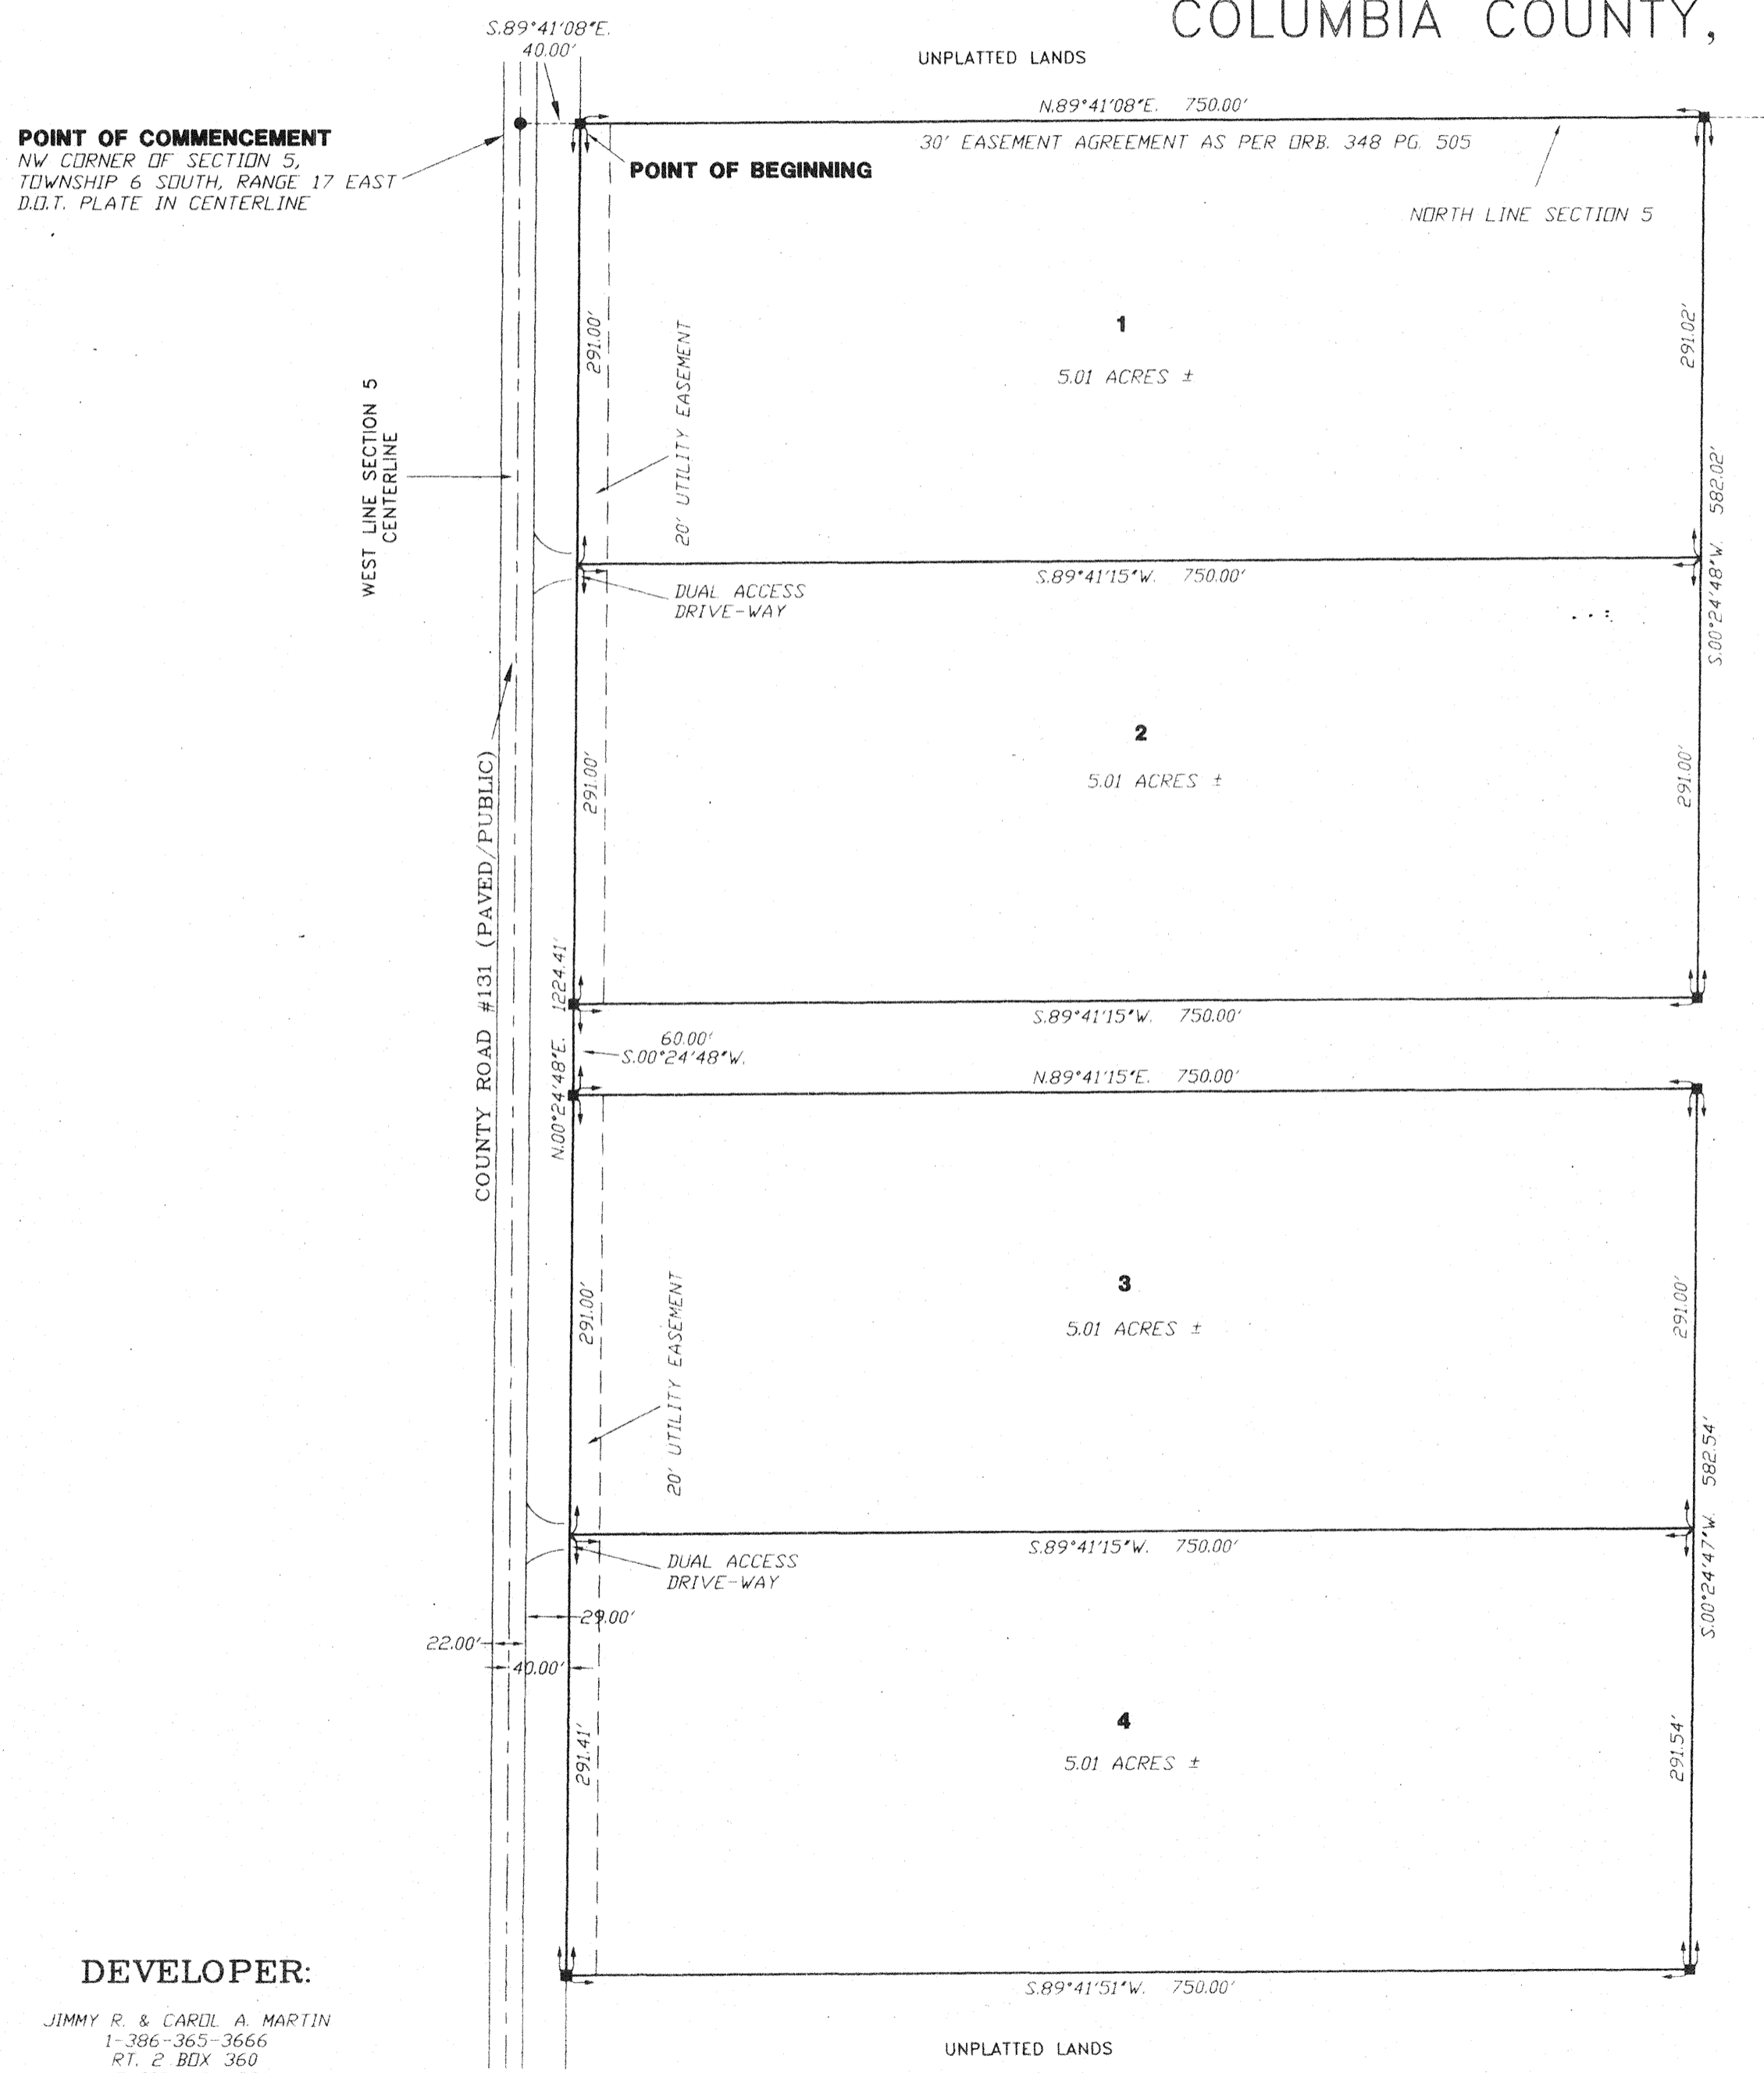 COLUMBIA COUNTY,
S.89°41'08"E.
40.00'
UNPLATTED LANDS
N.89°41'08"E. 750.00'
POINT OF COMMENCEMENT
NW CORNER OF SECTION 5,
TOWNSHIP 6 SOUTH, RANGE 17 EAST
D.O.T. PLATE IN CENTERLINE
30' EASEMENT AGREEMENT AS PER ORB. 348 PG. 505
POINT OF BEGINNING
NORTH LINE SECTION 5
291.00'
20' UTILITY EASEMENT
1
5.01 ACRES ±
291.02'
WEST LINE SECTION 5
CENTERLINE
S.00°24'48"W. 582.02'
S.89°41'15"W. 750.00'
DUAL ACCESS
DRIVE-WAY
2
5.01 ACRES ±
291.00'
291.00'
COUNTY ROAD #131 (PAVED/PUBLIC)
N.00°24'48"E. 1224.41'
S.89°41'15"W. 750.00'
60.00'
S.00°24'48"W.
N.89°41'15"E. 750.00'
291.00'
20' UTILITY EASEMENT
3
5.01 ACRES ±
291.00'
S.00°24'47"W. 582.54'
S.89°41'15"W. 750.00'
DUAL ACCESS
DRIVE-WAY
29.00'
22.00'
40.00'
291.41'
4
5.01 ACRES ±
291.54'
S.89°41'51"W. 750.00'
UNPLATTED LANDS
DEVELOPER:
JIMMY R. & CAROL A. MARTIN
1-386-365-3666
RT. 2 BOX 360